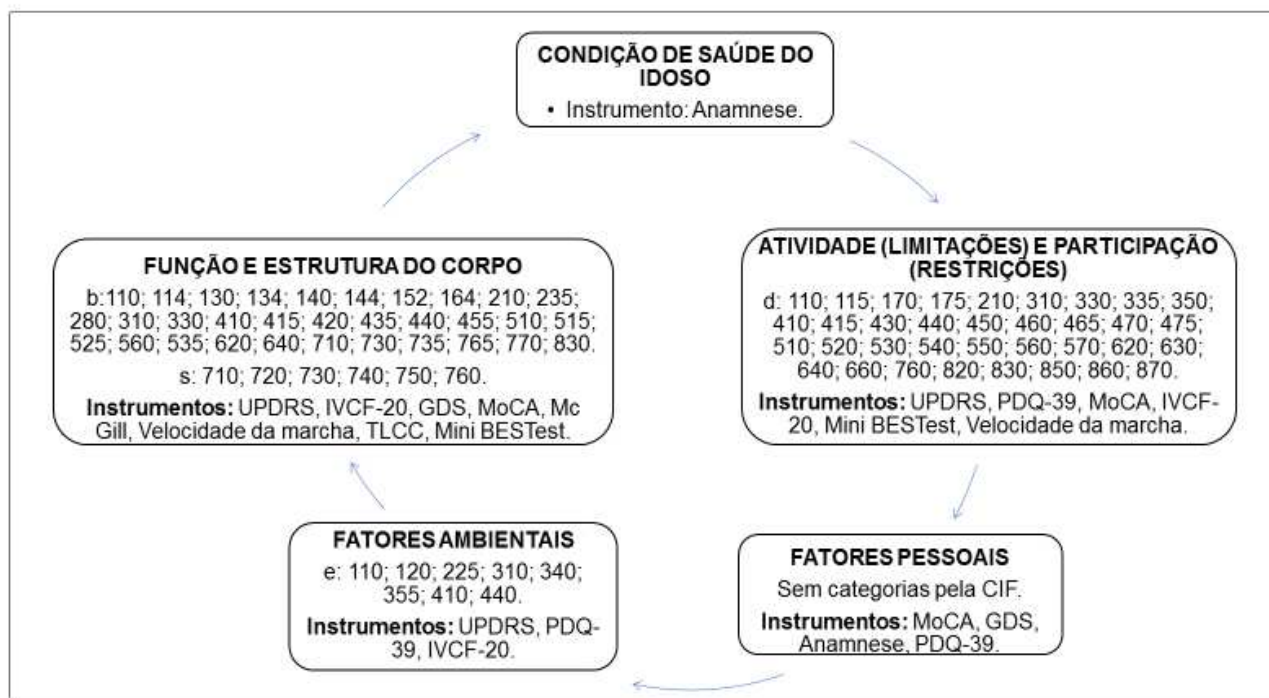 CONDIÇÃO DE SAÚDE DO
IDOSO
• Instrumento: Anamnese.
FUNÇÃO E ESTRUTURA DO CORPO
b:110; 114; 130; 134; 140; 144; 152; 164; 210; 235;
280; 310; 330; 410; 415; 420; 435; 440; 455; 510; 515;
525; 560; 535; 620; 640; 710; 730; 735; 765; 770; 830.
s: 710; 720; 730; 740; 750; 760.
Instrumentos: UPDRS, IVCF-20, GDS, MoCA, Mc
Gill, Velocidade da marcha, TLCC, Mini BESTest.
ATIVIDADE (LIMITAÇÕES) E PARTICIPAÇÃO
(RESTRIÇÕES)
d: 110; 115; 170; 175; 210; 310; 330; 335; 350;
410; 415; 430; 440; 450; 460; 465; 470; 475;
510; 520; 530; 540; 550; 560; 570; 620; 630;
640; 660; 760; 820; 830; 850; 860; 870.
Instrumentos: UPDRS, PDQ-39, MoCA, IVCF-
20, Mini BESTest, Velocidade da marcha.
FATORES AMBIENTAIS
e: 110; 120; 225; 310; 340;
355; 410; 440.
Instrumentos: UPDRS, PDQ-
39, IVCF-20.
FATORES PESSOAIS
Sem categorias pela CIF.
Instrumentos: MoCA, GDS,
Anamnese, PDQ-39.